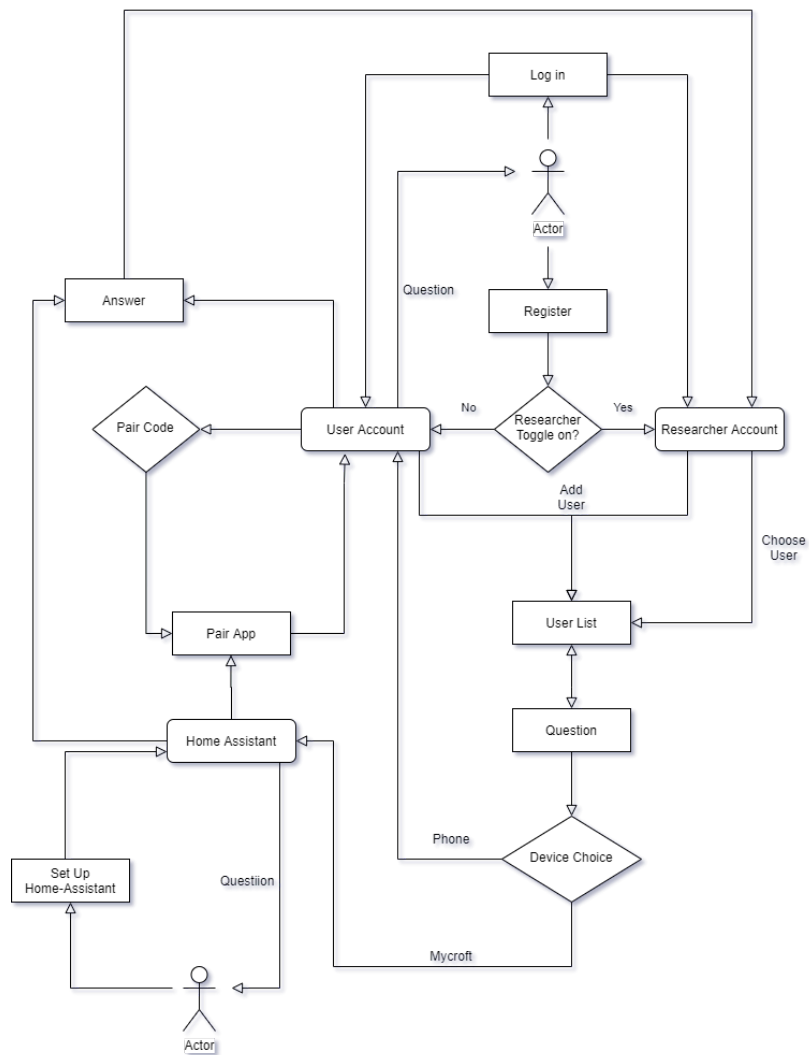 Log in
Actor
Question
Answer
Register
Pair Code
User Account
No
Researcher
Toggle on?
Yes
Researcher Account
Add
User
Choose
User
User List
Pair App
Home Assistant
Question
Phone
Device Choice
Set Up
Home-Assistant
Questiion
Mycroft
Actor